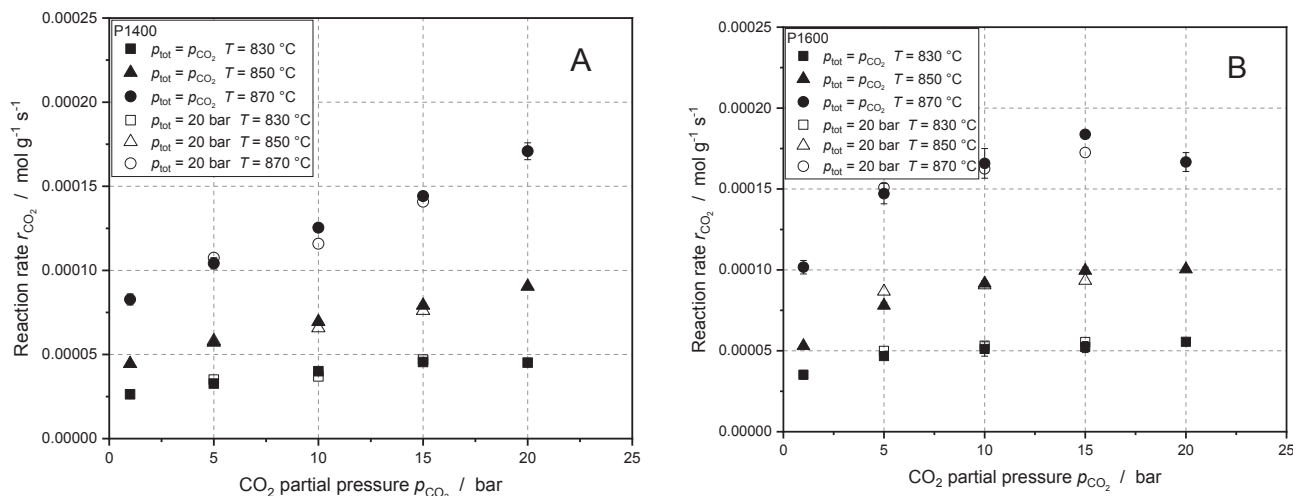 P1400
p_tot = p_CO₂ T = 830 °C
p_tot = p_CO₂ T = 850 °C
p_tot = p_CO₂ T = 870 °C
p_tot = 20 bar T = 830 °C
p_tot = 20 bar T = 850 °C
p_tot = 20 bar T = 870 °C
A
0.00025
0.00020
0.00015
0.00010
0.00005
0.00000
Reaction rate r_CO₂ / mol g⁻¹ s⁻¹
0 5 10 15 20 25
CO₂ partial pressure p_CO₂ / bar
P1600
p_tot = p_CO₂ T = 830 °C
p_tot = p_CO₂ T = 850 °C
p_tot = p_CO₂ T = 870 °C
p_tot = 20 bar T = 830 °C
p_tot = 20 bar T = 850 °C
p_tot = 20 bar T = 870 °C
B
0.00025
0.00020
0.00015
0.00010
0.00005
0.00000
Reaction rate r_CO₂ / mol g⁻¹ s⁻¹
0 5 10 15 20 25
CO₂ partial pressure p_CO₂ / bar